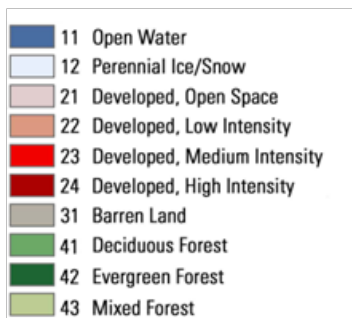 11 Open Water
12 Perennial Ice/Snow
21 Developed, Open Space
22 Developed, Low Intensity
23 Developed, Medium Intensity
24 Developed, High Intensity
31 Barren Land
41 Deciduous Forest
42 Evergreen Forest
43 Mixed Forest